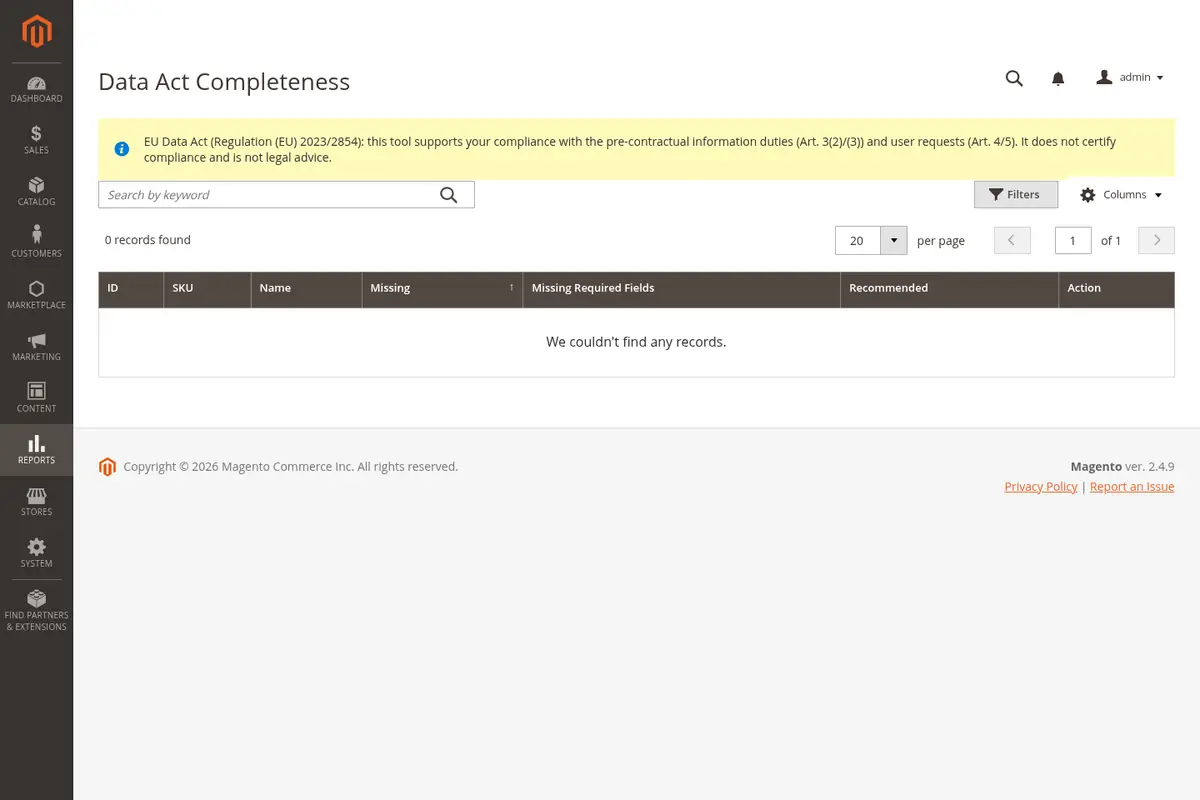 DASHBOARD
SALES
CATALOG
CUSTOMERS
MARKETPLACE
MARKETING
CONTENT
REPORTS
STORES
SYSTEM
FIND PARTNERS
& EXTENSIONS
Data Act Completeness
admin
EU Data Act (Regulation (EU) 2023/2854): this tool supports your compliance with the pre-contractual information duties (Art. 3(2)/(3)) and user requests (Art. 4/5). It does not certify
compliance and is not legal advice.
Search by keyword
Filters
Columns
0 records found
20
per page
1
of 1
ID
SKU
Name
Missing
↑
Missing Required Fields
Recommended
Action
We couldn't find any records.
Copyright © 2026 Magento Commerce Inc. All rights reserved.
Magento ver. 2.4.9
Privacy Policy | Report an Issue